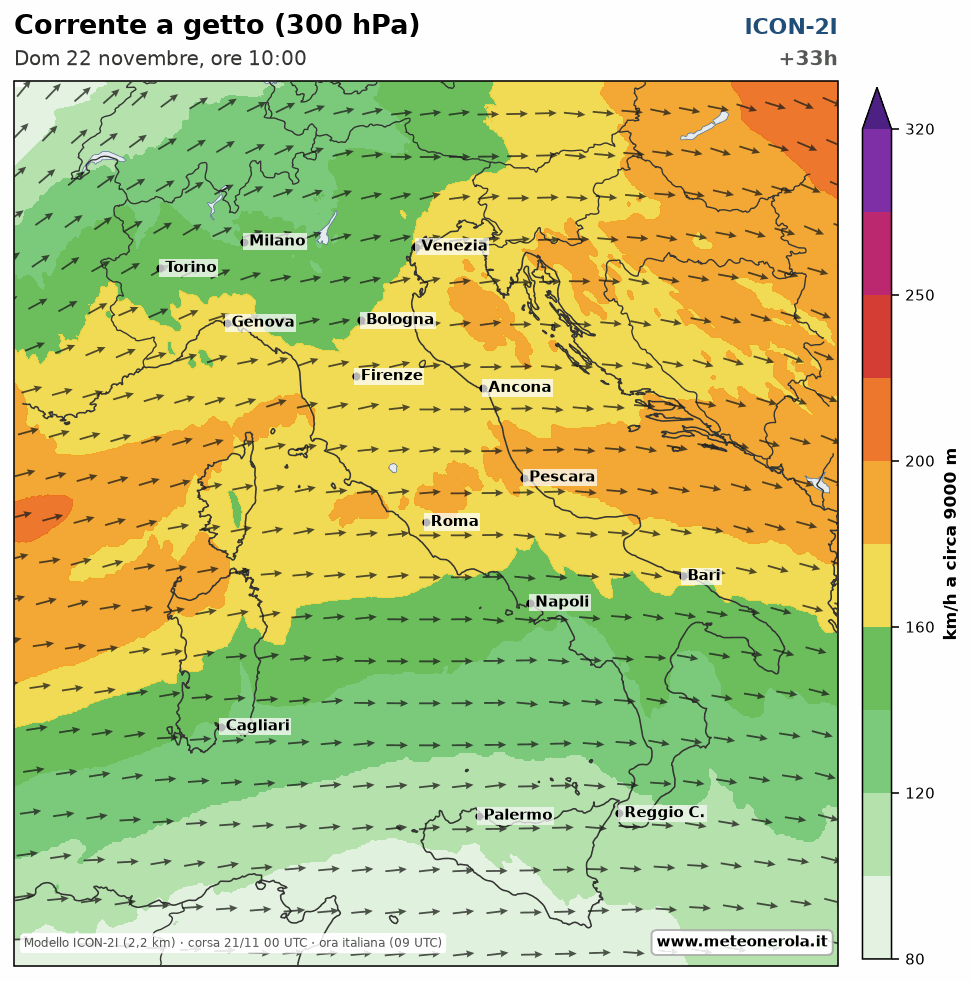 Corrente a getto (300 hPa)
ICON-2I
Dom 22 novembre, ore 10:00
+33h
320
Milano
Venezia
Torino
250
Genova
Bologna
Firenze
Ancona
200
Pescara
Roma
km/h a circa 9000 m
Bari
Napoli
160
Cagliari
120
Palermo
Reggio C.
Modello ICON-2I (2,2 km) · corsa 21/11 00 UTC · ora italiana (09 UTC)
www.meteonerola.it
80